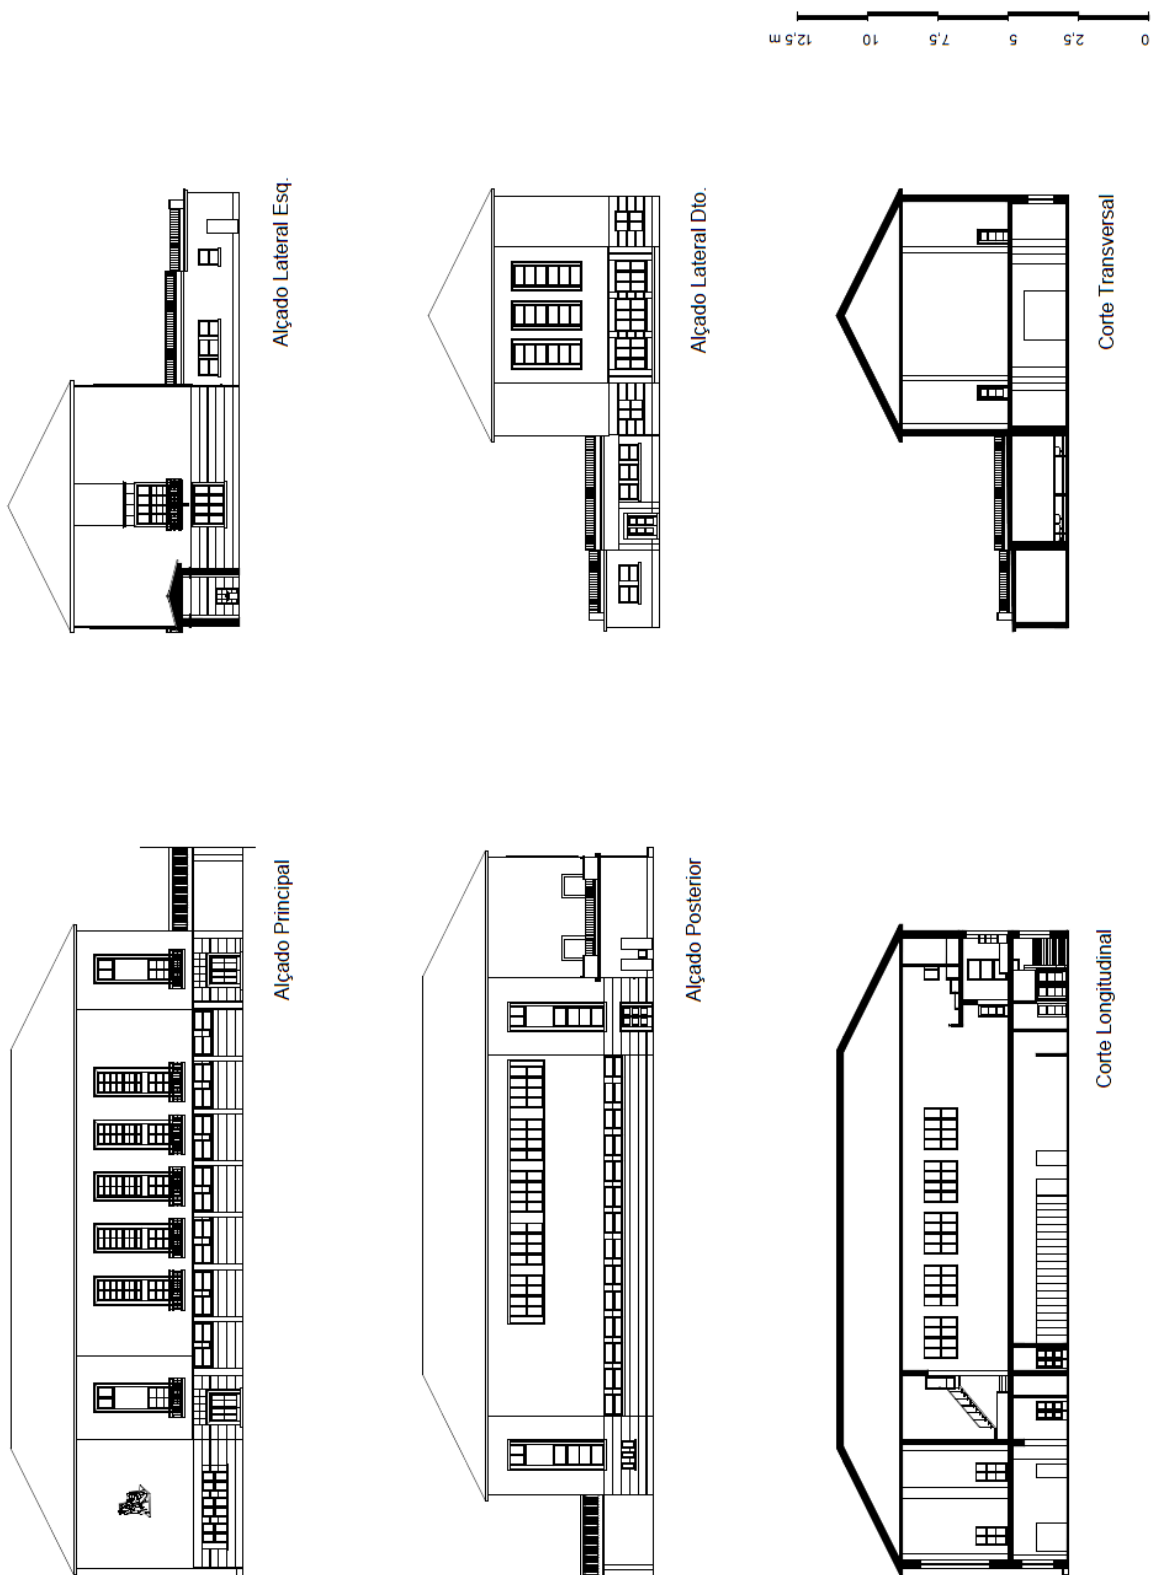 Alçado Principal
Alçado Lateral Esq.
Alçado Posterior
Alçado Lateral Dto.
Corte Longitudinal
Corte Transversal
0 2,5 5 7,5 10 12,5 m